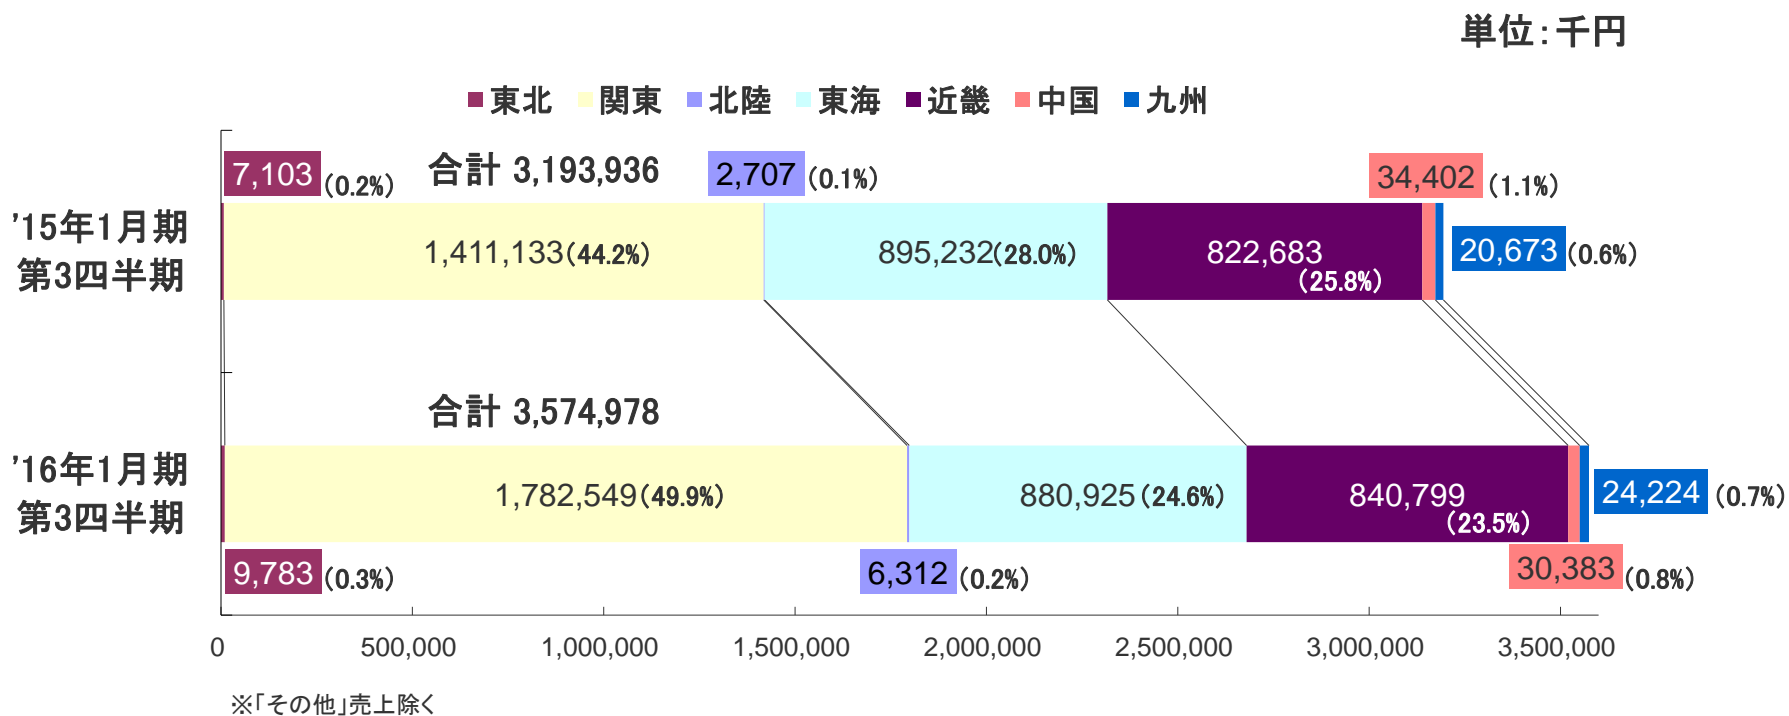 単位：千円
東北 関東 北陸 東海 近畿 中国 九州
7,103 (0.2%) 合計 3,193,936 2,707 (0.1%) 34,402 (1.1%)
'15年1月期
第3四半期
1,411,133(44.2%) 895,232(28.0%) 822,683
(25.8%)
20,673 (0.6%)
合計 3,574,978
'16年1月期
第3四半期
1,782,549(49.9%) 880,925(24.6%) 840,799
(23.5%)
24,224 (0.7%)
9,783 (0.3%) 6,312 (0.2%) 30,383 (0.8%)
0 500,000 1,000,000 1,500,000 2,000,000 2,500,000 3,000,000 3,500,000
※「その他」売上除く